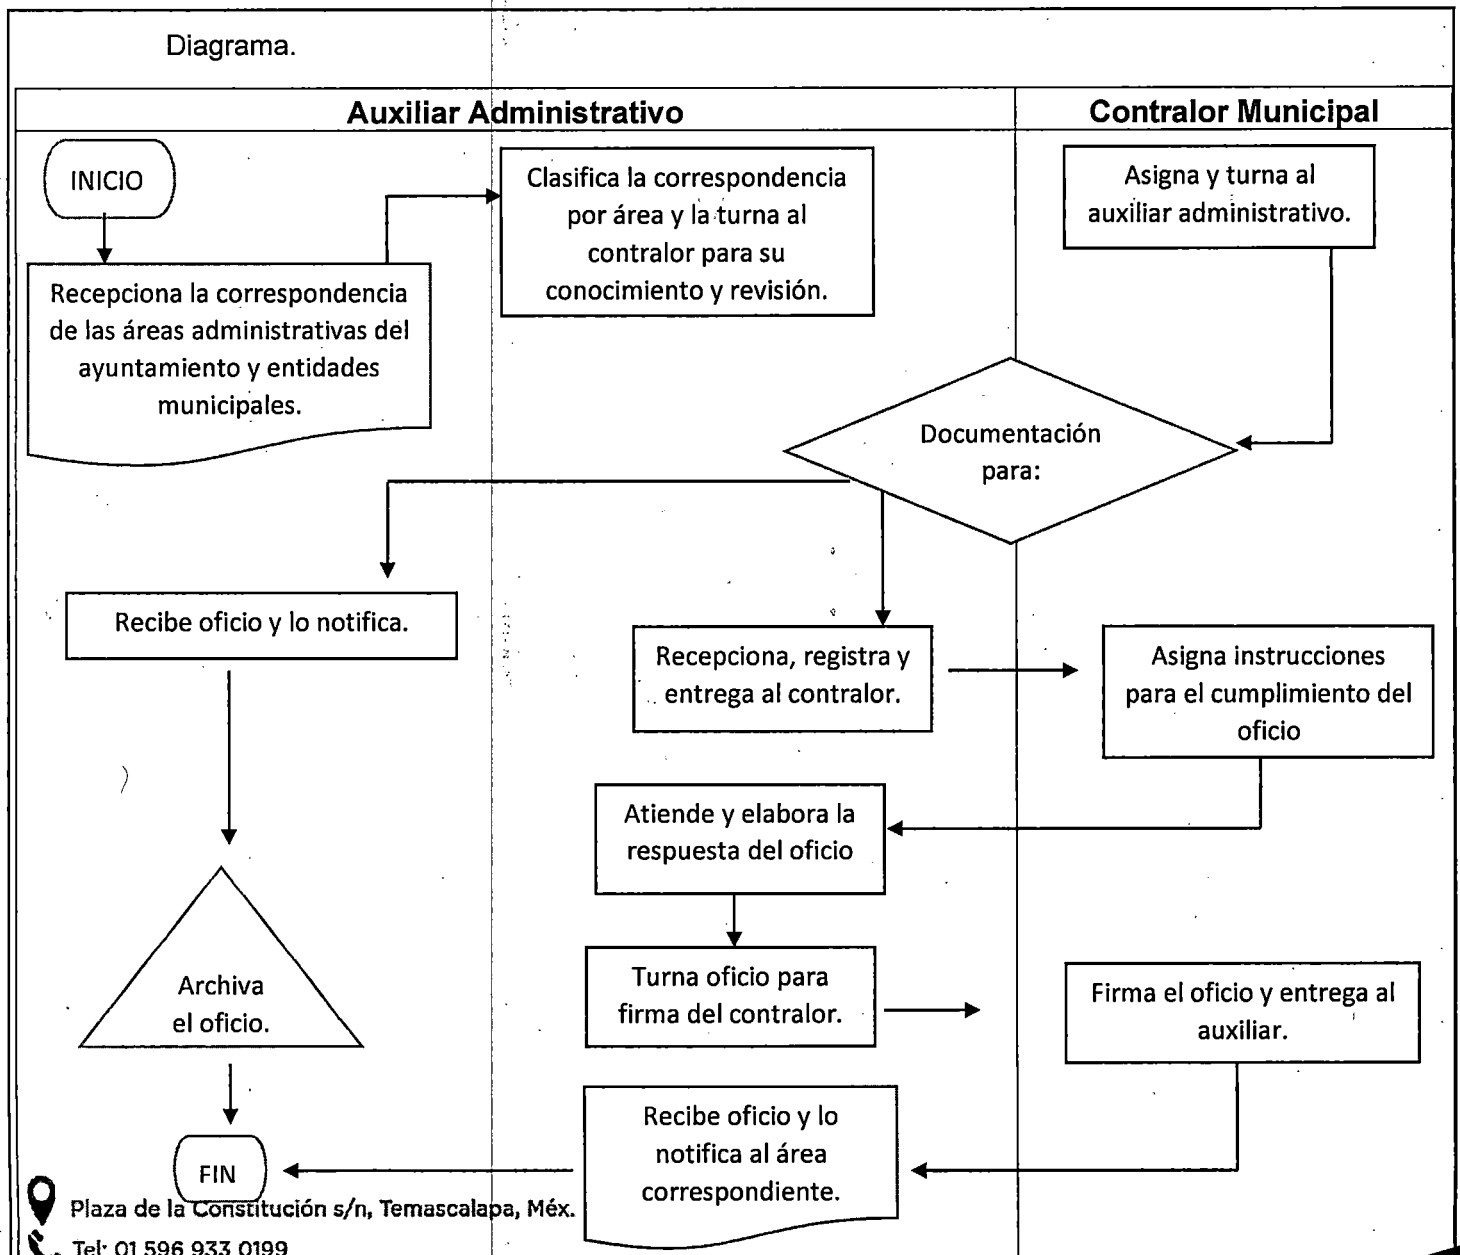 Diagrama.
Auxiliar Administrativo
Contralor Municipal
INICIO
Clasifica la correspondencia
por área y la turna al
contralor para su
conocimiento y revisión.
Asigna y turna al
auxiliar administrativo.
Recepciona la correspondencia
de las áreas administrativas del
ayuntamiento y entidades
municipales.
Documentación
para:
Recibe oficio y lo notifica.
Recepciona, registra y
entrega al contralor.
Asigna instrucciones
para el cumplimiento del
oficio
Atiende y elabora la
respuesta del oficio
Archiva
el oficio.
Turna oficio para
firma del contralor.
Firma el oficio y entrega al
auxiliar.
Recibe oficio y lo
notifica al área
correspondiente.
FIN
Plaza de la Constitución s/n, Temascalapa, Méx.
Tel: 01 596 933 0199